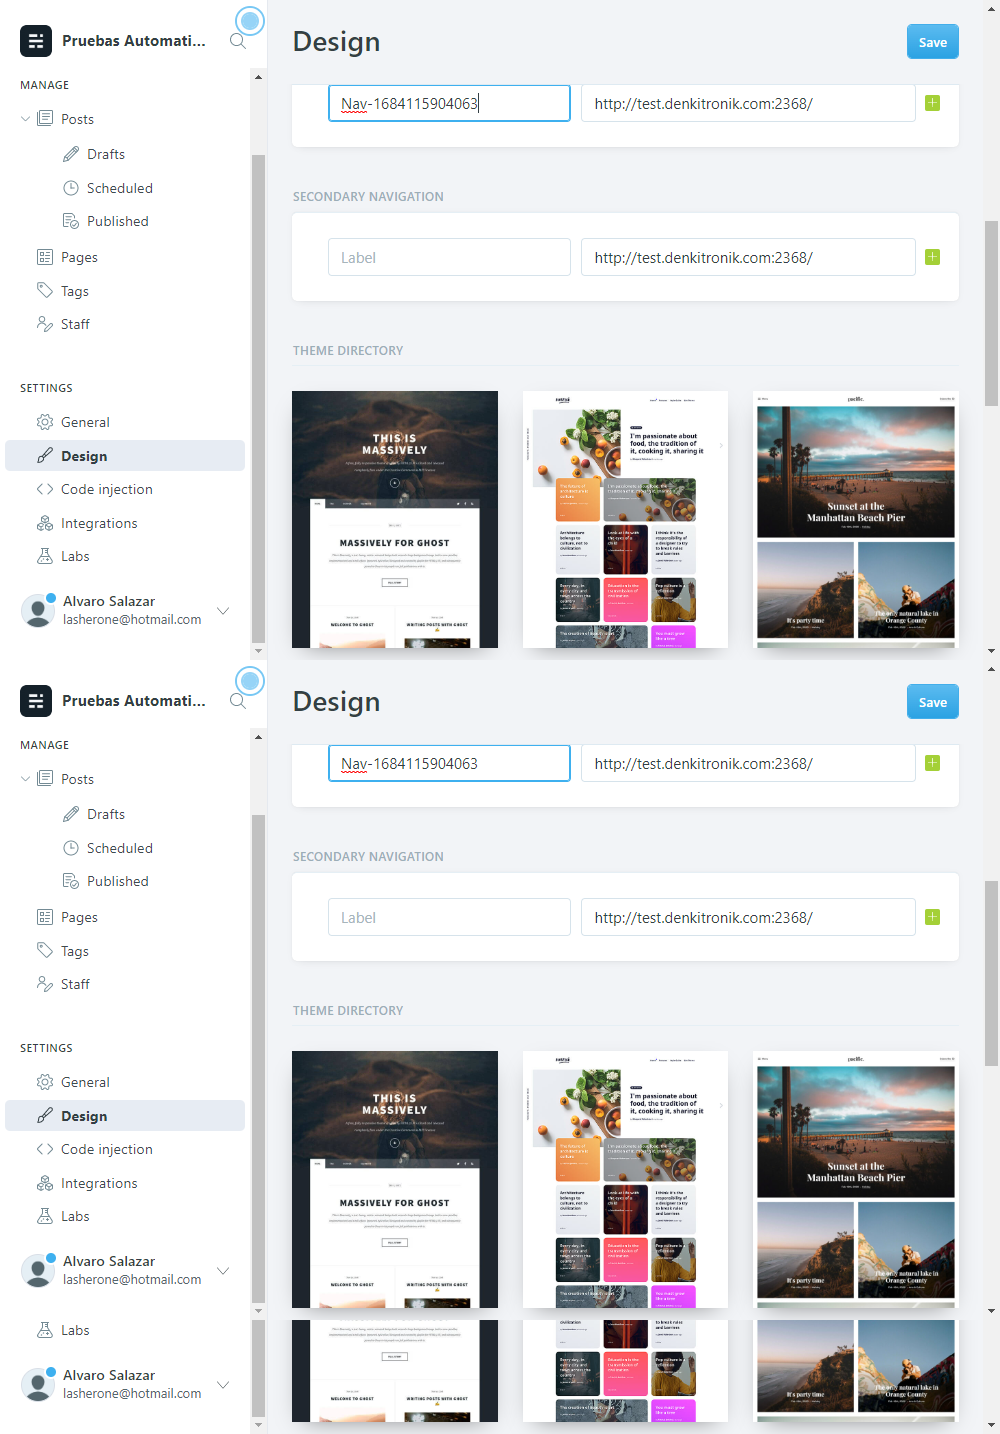 Pruebas Automati...
Design
Save
MANAGE
Nav-1684115904063
http://test.denkitronik.com:2368/
Posts
Drafts
Scheduled
Published
SECONDARY NAVIGATION
Label
http://test.denkitronik.com:2368/
Pages
Tags
Staff
THEME DIRECTORY
SETTINGS
General
Design
Code injection
Integrations
Labs
Alvaro Salazar
lasherone@hotmail.com
THIS IS
MASSIVELY
MASSIVELY FOR GHOST
WELCOME TO GHOST
WRITING POSTS WITH
I'm passionate about
food, the tradition of
it, cooking it, sharing it
Sunset at the
Manhattan Beach Pier
It's party time
The only natural lake in
Orange County
Pruebas Automati...
Design
Save
MANAGE
Nav-1684115904063
http://test.denkitronik.com:2368/
Posts
Drafts
Scheduled
Published
SECONDARY NAVIGATION
Label
http://test.denkitronik.com:2368/
Pages
Tags
Staff
THEME DIRECTORY
SETTINGS
General
Design
Code injection
Integrations
Labs
Alvaro Salazar
lasherone@hotmail.com
THIS IS
MASSIVELY
MASSIVELY FOR GHOST
WELCOME TO GHOST
WRITING POSTS WITH
I'm passionate about
food, the tradition of
it, cooking it, sharing it
Sunset at the
Manhattan Beach Pier
It's party time
The only natural lake in
Orange County
Labs
Alvaro Salazar
lasherone@hotmail.com
WELCOME TO GHOST
WRITING POSTS WITH
It's party time
The only natural lake in
Orange County